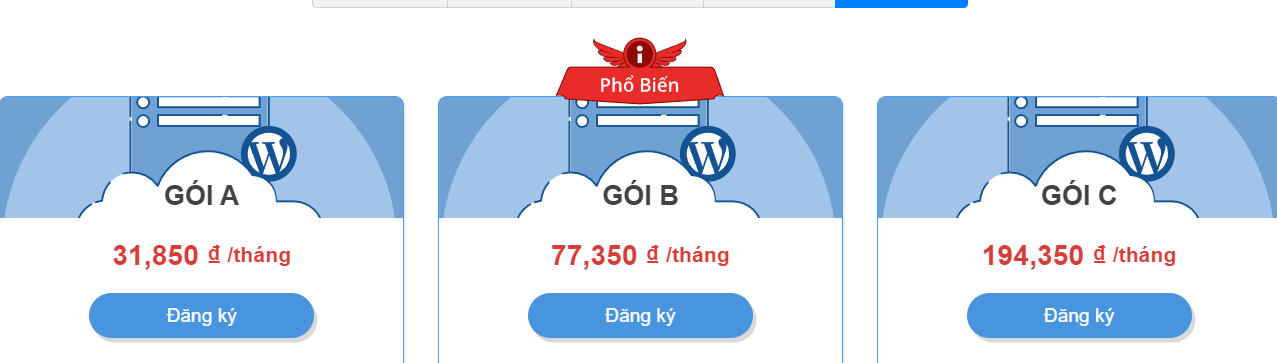 Phổ Biến
GÓI A
31,850 ₫ /tháng
Đăng ký
GÓI B
77,350 ₫ /tháng
Đăng ký
GÓI C
194,350 ₫ /tháng
Đăng ký